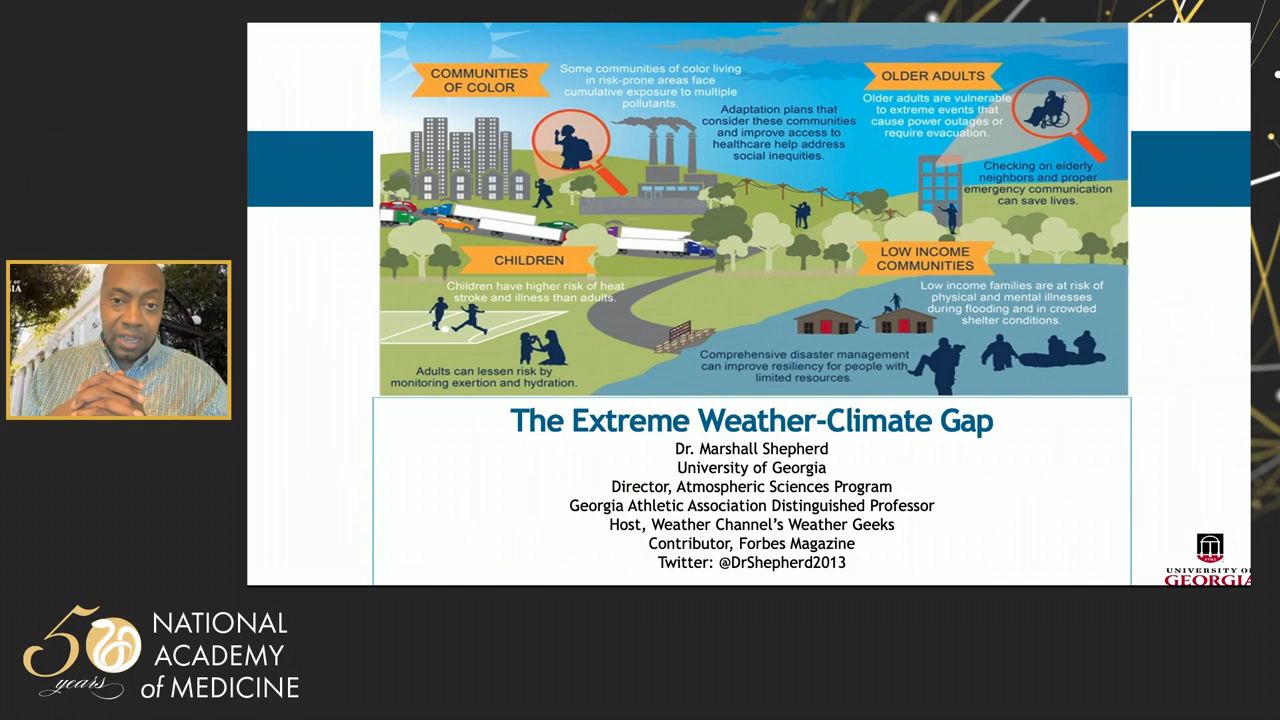 COMMUNITIES
OF COLOR
Some communities of color living
in risk-prone areas face
cumulative exposure to multiple
pollutants.
Adaptation plans that
consider these communities
and improve access to
healthcare help address
social inequities.
OLDER ADULTS
Older adults are vulnerable
to extreme events that
cause power outages or
require evacuation.
Checking on elderly
neighbors and proper
emergency communication
can save lives.
CHILDREN
Children have higher risk of heat
stroke and illness than adults.
Adults can lessen risk by
monitoring exertion and hydration.
LOW INCOME
COMMUNITIES
Low income families are at risk of
physical and mental illnesses
during flooding and in crowded
shelter conditions.
Comprehensive disaster management
can improve resiliency for people with
limited resources.
The Extreme Weather-Climate Gap
Dr. Marshall Shepherd
University of Georgia
Director, Atmospheric Sciences Program
Georgia Athletic Association Distinguished Professor
Host, Weather Channel's Weather Geeks
Contributor, Forbes Magazine
Twitter: @DrShepherd2013
UNIVERSITY OF
GEORGIA
50
years
NATIONAL
ACADEMY
of MEDICINE